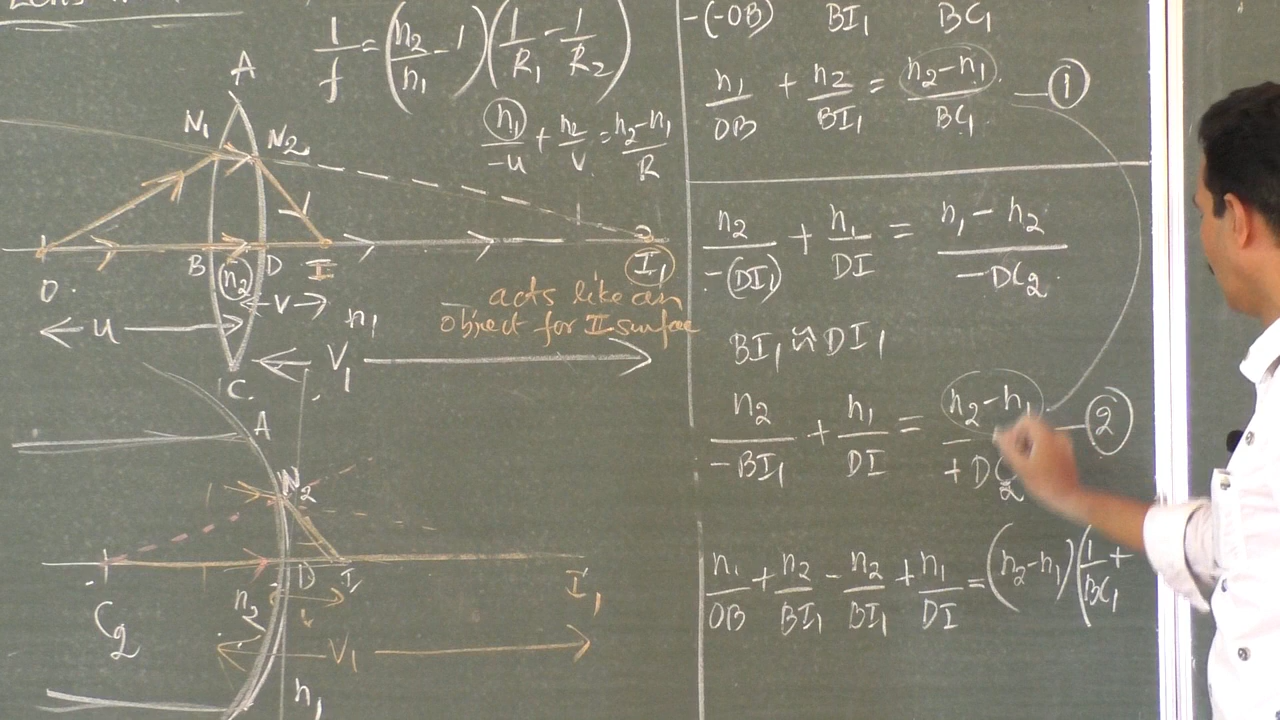 1/f = (n2/n1 - 1)(1/R1 - 1/R2)
n1/-u + n2/v = n2-n1/R
A
N1
N2
B
D
I
I1
O
n2
u
v
n1
V1
C
acts like an
object for II surface
A
N2
D
I
I1
C2
n2
v
V1
n1
-(-OB) BI1 BC1
n1/OB + n2/BI1 = n2-n1/BC1 — 1
n2/-(DI1) + n1/DI = n1-n2/-DC2
BI1 ≈ DI1
n2/-BI1 + n1/DI = n2-n1/+DC2 — 2
n1/OB + n2/BI1 - n2/BI1 + n1/DI = (n2-n1)(1/BC1 +